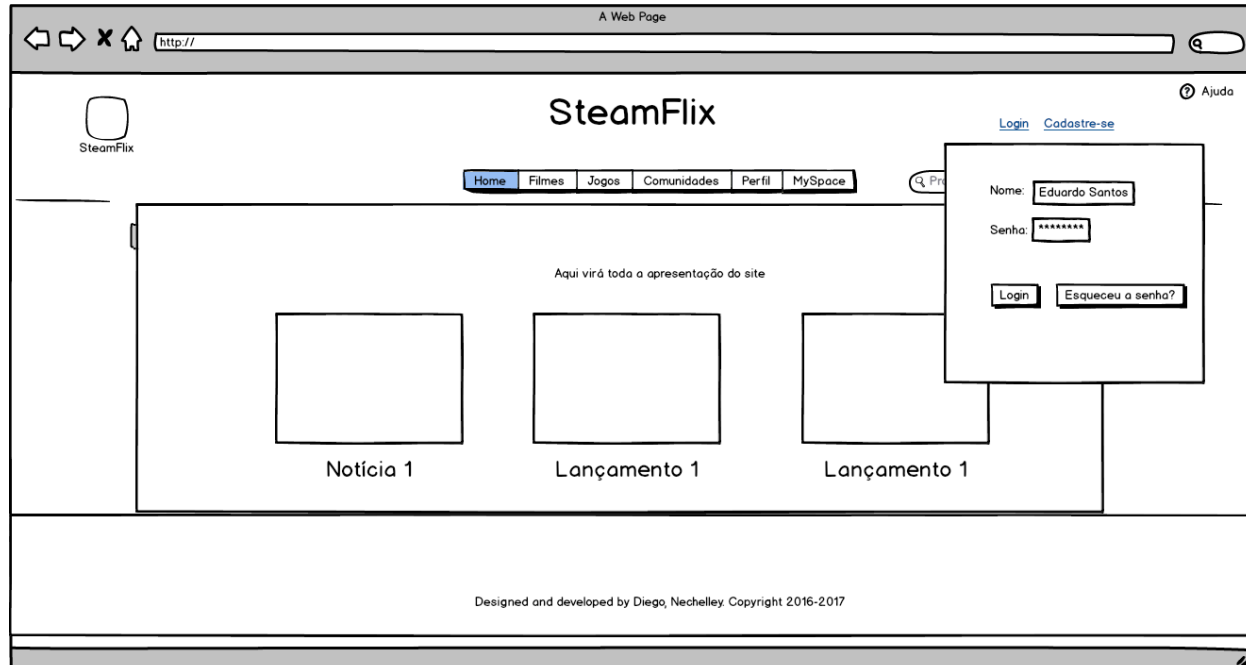 A Web Page
http://
Ajuda
SteamFlix
Login Cadastre-se
SteamFlix
Home Filmes Jogos Comunidades Perfil MySpace
Nome: Eduardo Santos
Senha: ********
Aqui virá toda a apresentação do site
Login Esqueceu a senha?
Notícia 1 Lançamento 1 Lançamento 1
Designed and developed by Diego, Nechelley. Copyright 2016-2017